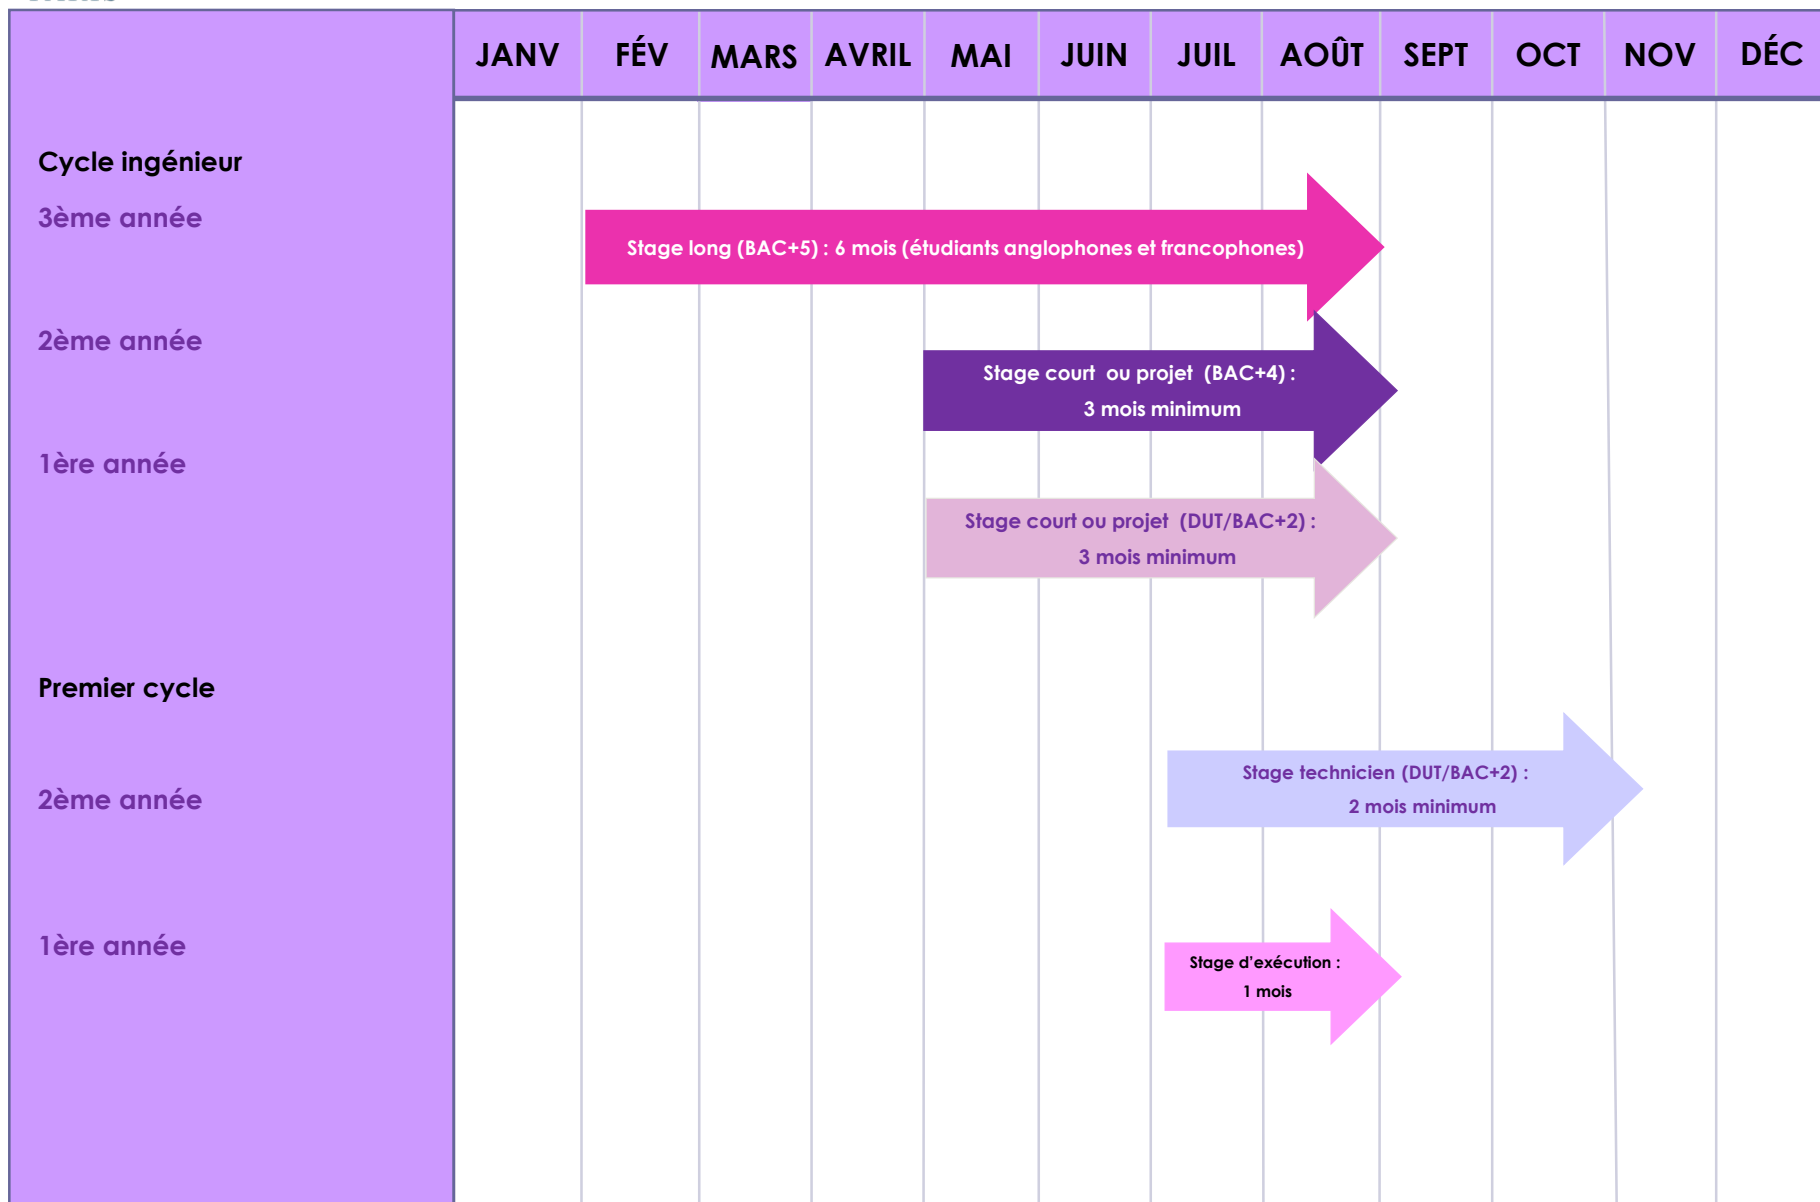 JANV FÉV MARS AVRIL MAI JUIN JUIL AOÛT SEPT OCT NOV DÉC
Cycle ingénieur
3ème année
Stage long (BAC+5) : 6 mois (étudiants anglophones et francophones)
2ème année
Stage court ou projet (BAC+4) :
3 mois minimum
1ère année
Stage court ou projet (DUT/BAC+2) :
3 mois minimum
Premier cycle
Stage technicien (DUT/BAC+2) :
2ème année
2 mois minimum
1ère année
Stage d'exécution :
1 mois